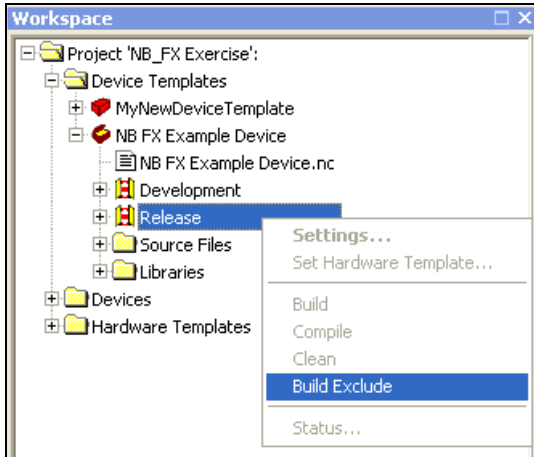 Workspace
Project 'NB_FX Exercise':
Device Templates
MyNewDeviceTemplate
NB FX Example Device
NB FX Example Device.nc
Development
Release
Source Files
Libraries
Devices
Hardware Templates
Settings...
Set Hardware Template...
Build
Compile
Clean
Build Exclude
Status...